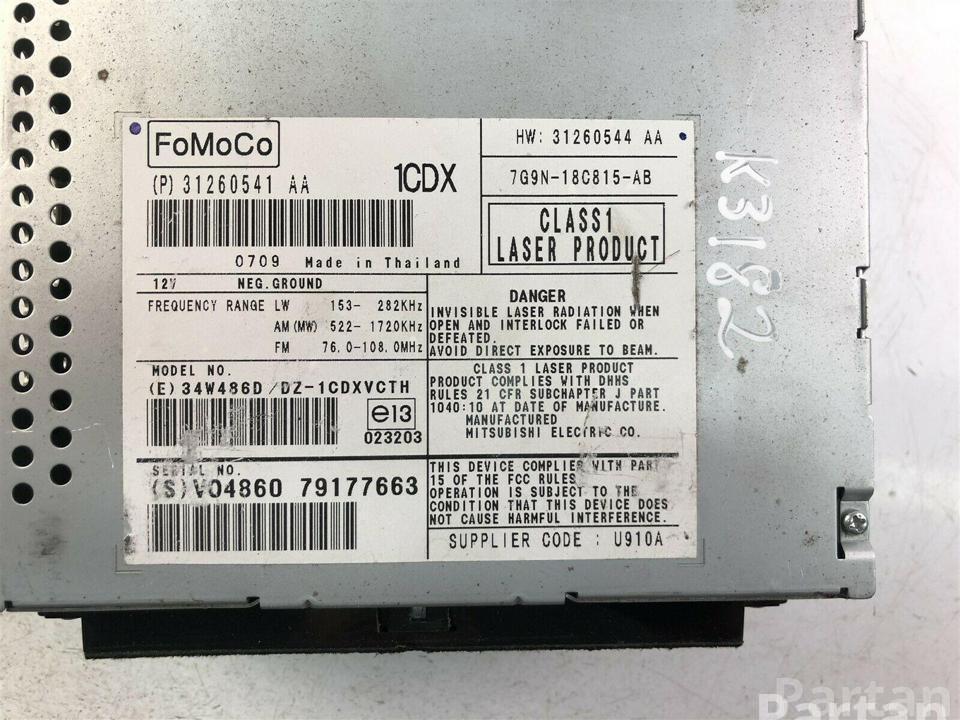 FoMoCo
(P) 31260541 AA
1CDX
0709 Made in Thailand
HW: 31260544 AA
7G9N-18C815-AB
CLASS1
LASER PRODUCT
12V NEG.GROUND
FREQUENCY RANGE LW 153- 282KHz
AM(MW) 522- 1720KHz
FM 76.0-108.0MHz
DANGER
INVISIBLE LASER RADIATION WHEN
OPEN AND INTERLOCK FAILED OR
DEFEATED.
AVOID DIRECT EXPOSURE TO BEAM.
MODEL NO.
(E)34W486D/DZ-1CDXVCTH
e13
023203
CLASS 1 LASER PRODUCT
PRODUCT COMPLIES WITH DHHS
RULES 21 CFR SUBCHAPTER J PART
1040:10 AT DATE OF MANUFACTURE.
MANUFACTURED
MITSUBISHI ELECTRIC CO.
SERIAL NO.
(S)V04860 79177663
THIS DEVICE COMPLIES WITH PART
15 OF THE FCC RULES
OPERATION IS SUBJECT TO THE
CONDITION THAT THIS DEVICE DOES
NOT CAUSE HARMFUL INTERFERENCE.
SUPPLIER CODE : U910A
K3182
Partan
Partan